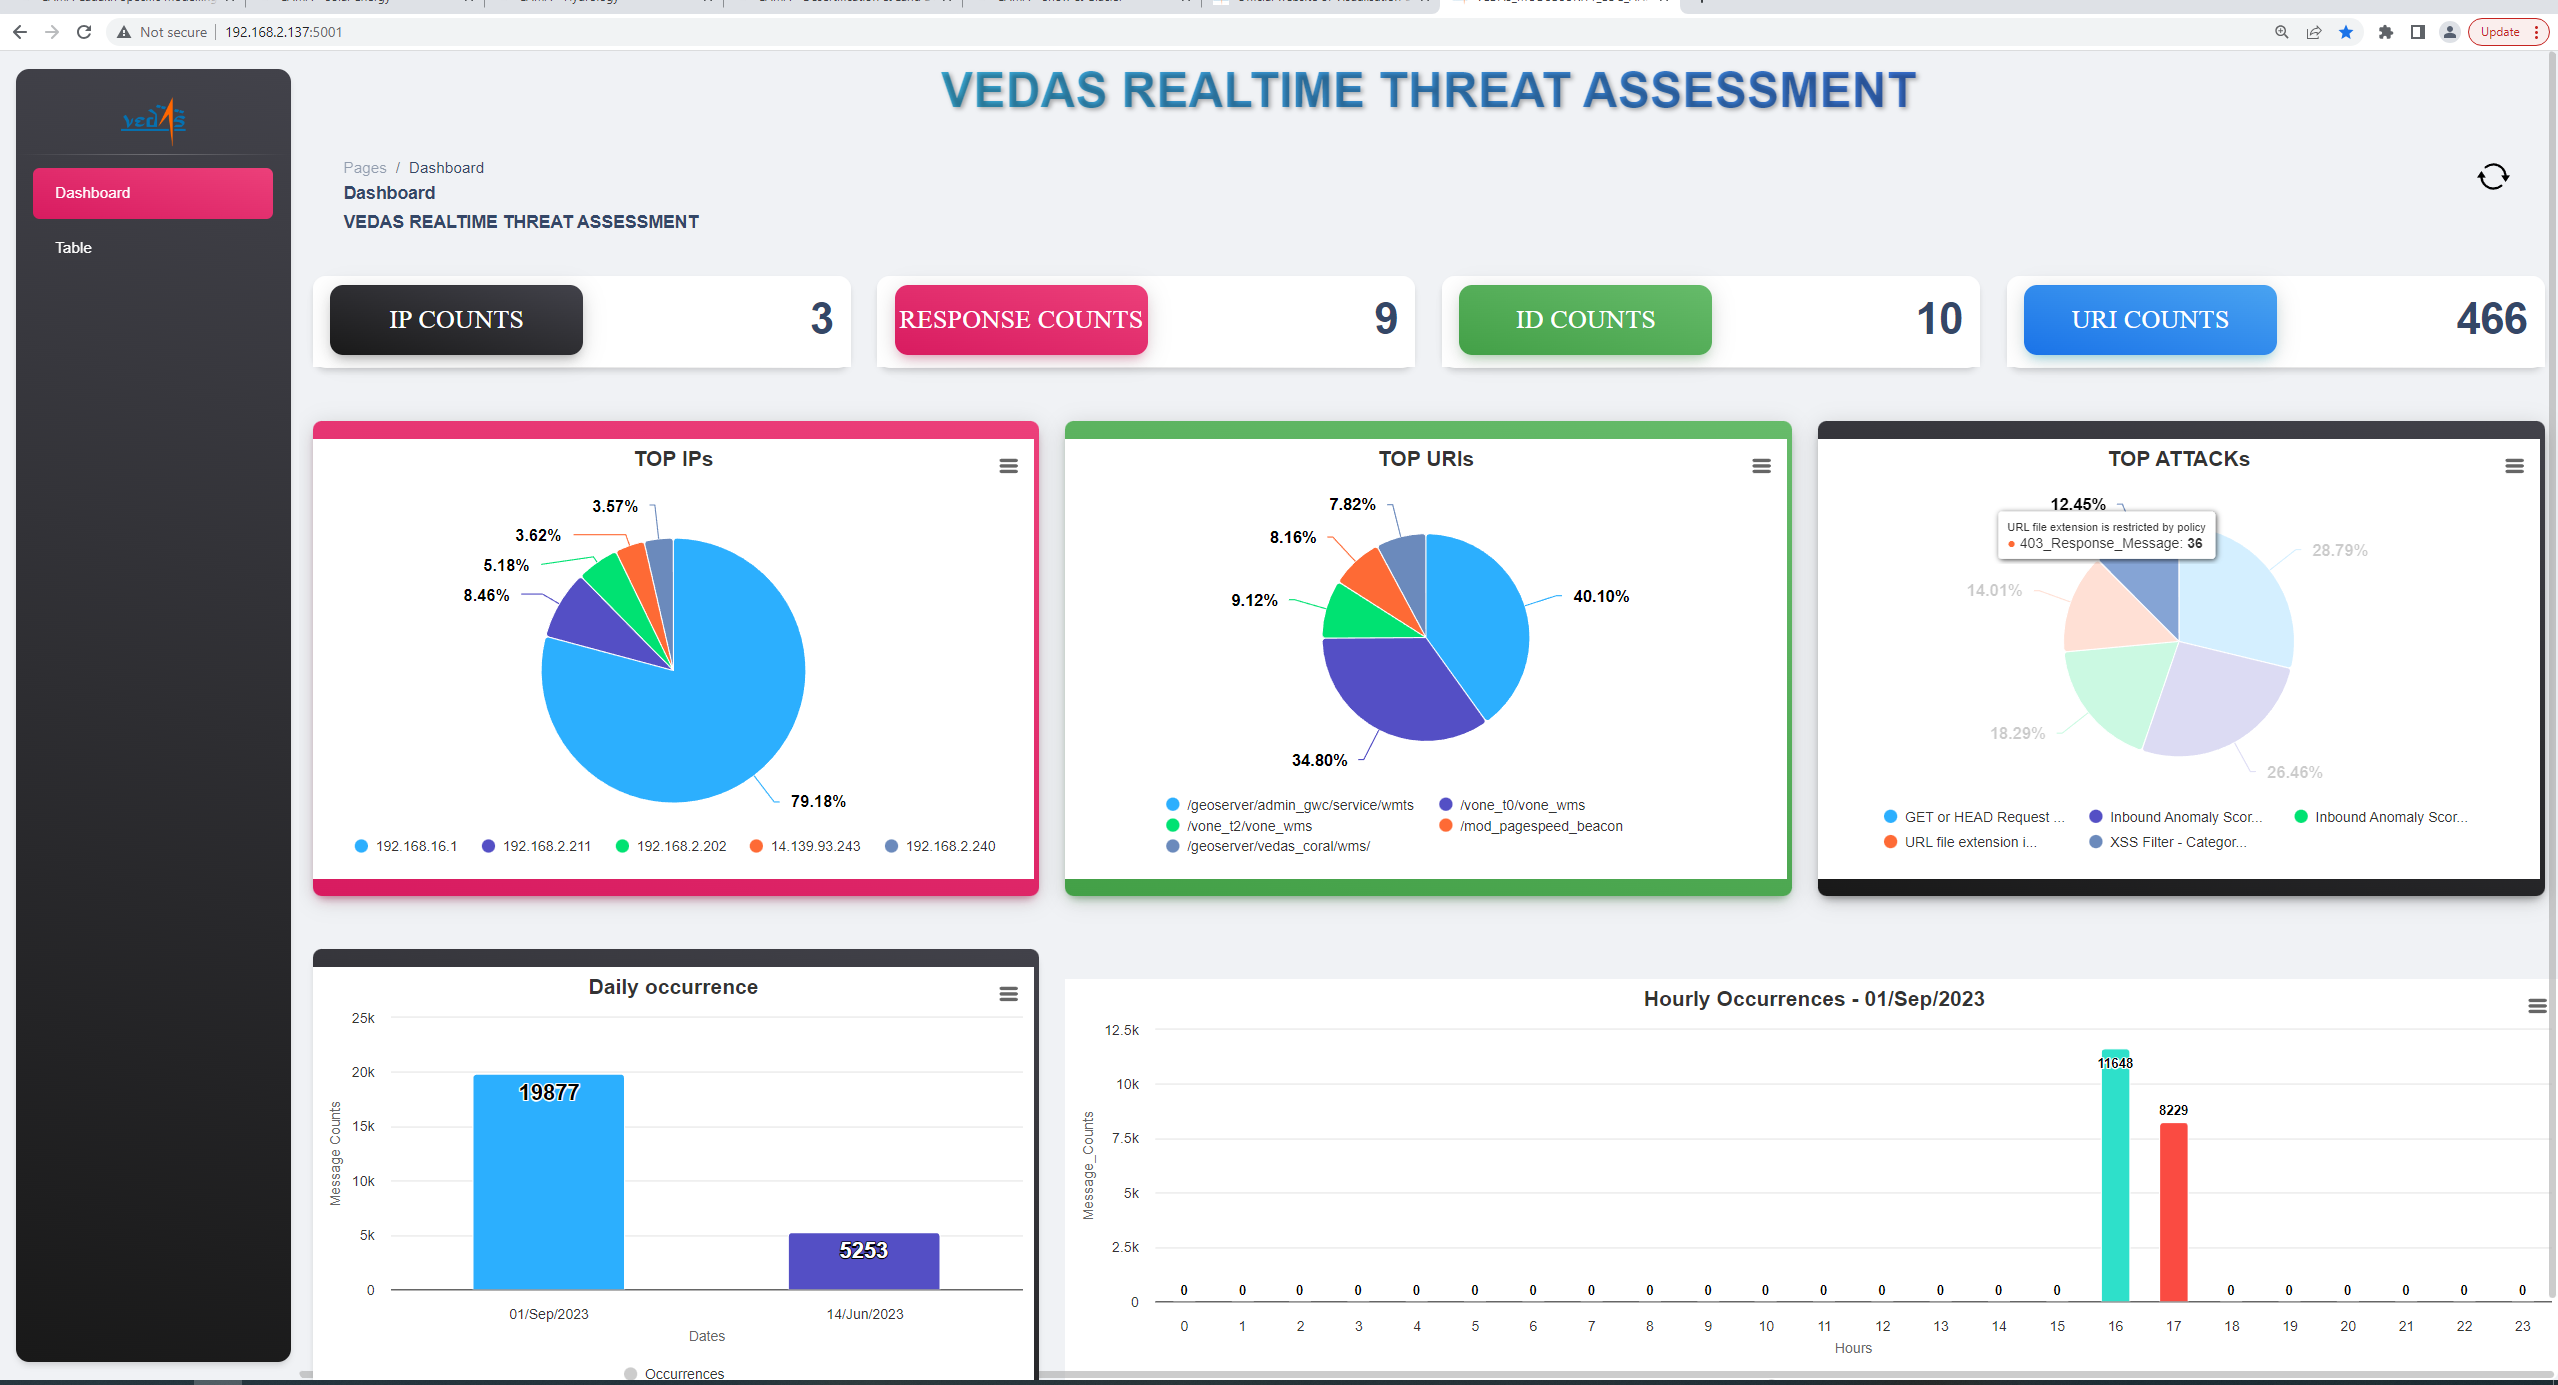 Not secure
192.168.2.137:5001
Update
vedas
VEDAS REALTIME THREAT ASSESSMENT
Dashboard
Table
Pages / Dashboard
Dashboard
VEDAS REALTIME THREAT ASSESSMENT
IP COUNTS
3
RESPONSE COUNTS
9
ID COUNTS
10
URI COUNTS
466
TOP IPs
3.57%
3.62%
5.18%
8.46%
79.18%
192.168.16.1
192.168.2.211
192.168.2.202
14.139.93.243
192.168.2.240
TOP URIs
7.82%
8.16%
9.12%
40.10%
34.80%
/geoserver/admin_gwc/service/wmts
/vone_t0/vone_wms
/vone_t2/vone_wms
/mod_pagespeed_beacon
/geoserver/vedas_coral/wms/
TOP ATTACKs
12.45%
URL file extension is restricted by policy
403_Response_Message: 36
28.79%
14.01%
18.29%
26.46%
GET or HEAD Request ...
Inbound Anomaly Scor...
Inbound Anomaly Scor...
URL file extension i...
XSS Filter - Categor...
Daily occurrence
25k
20k
15k
10k
5k
0
Message Counts
19877
5253
01/Sep/2023
14/Jun/2023
Dates
Occurrences
Hourly Occurrences - 01/Sep/2023
12.5k
10k
7.5k
5k
2.5k
0
Message_Counts
11648
8229
0 0 0 0 0 0 0 0 0 0 0 0 0 0 0 0 0 0 0 0 0 0
0 1 2 3 4 5 6 7 8 9 10 11 12 13 14 15 16 17 18 19 20 21 22 23
Hours